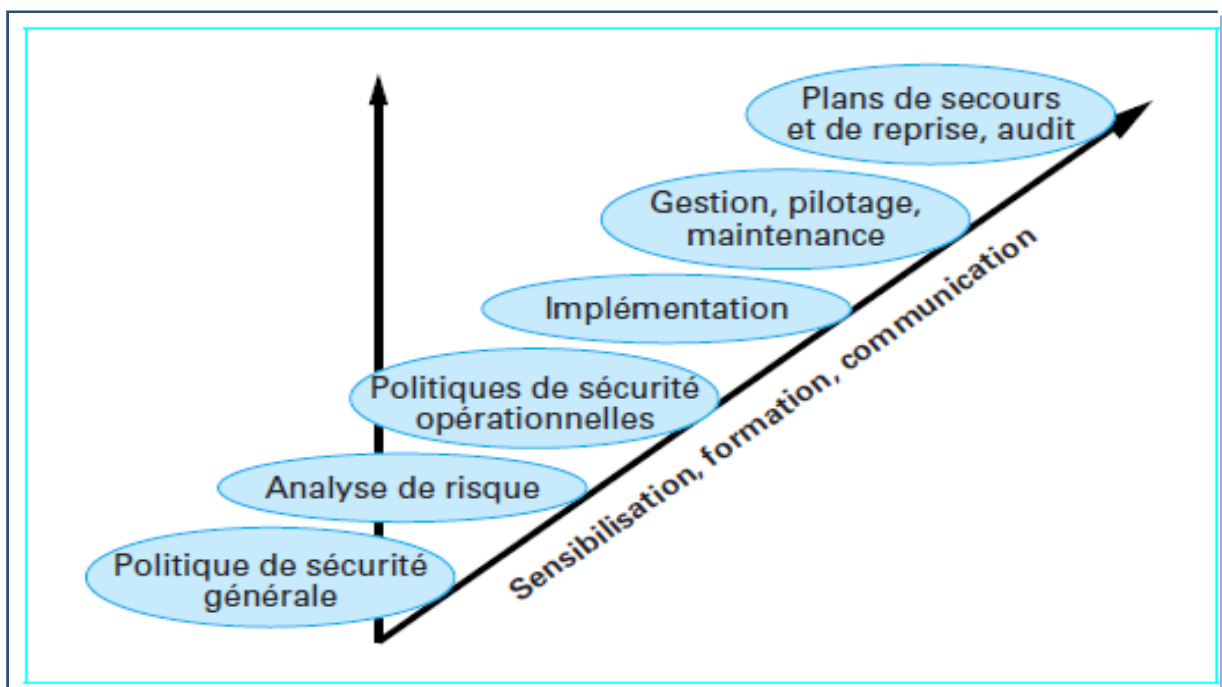 Plans de secours
et de reprise, audit
Gestion, pilotage,
maintenance
Implémentation
Politiques de sécurité
opérationnelles
Analyse de risque
Politique de sécurité
générale
Sensibilisation, formation, communication